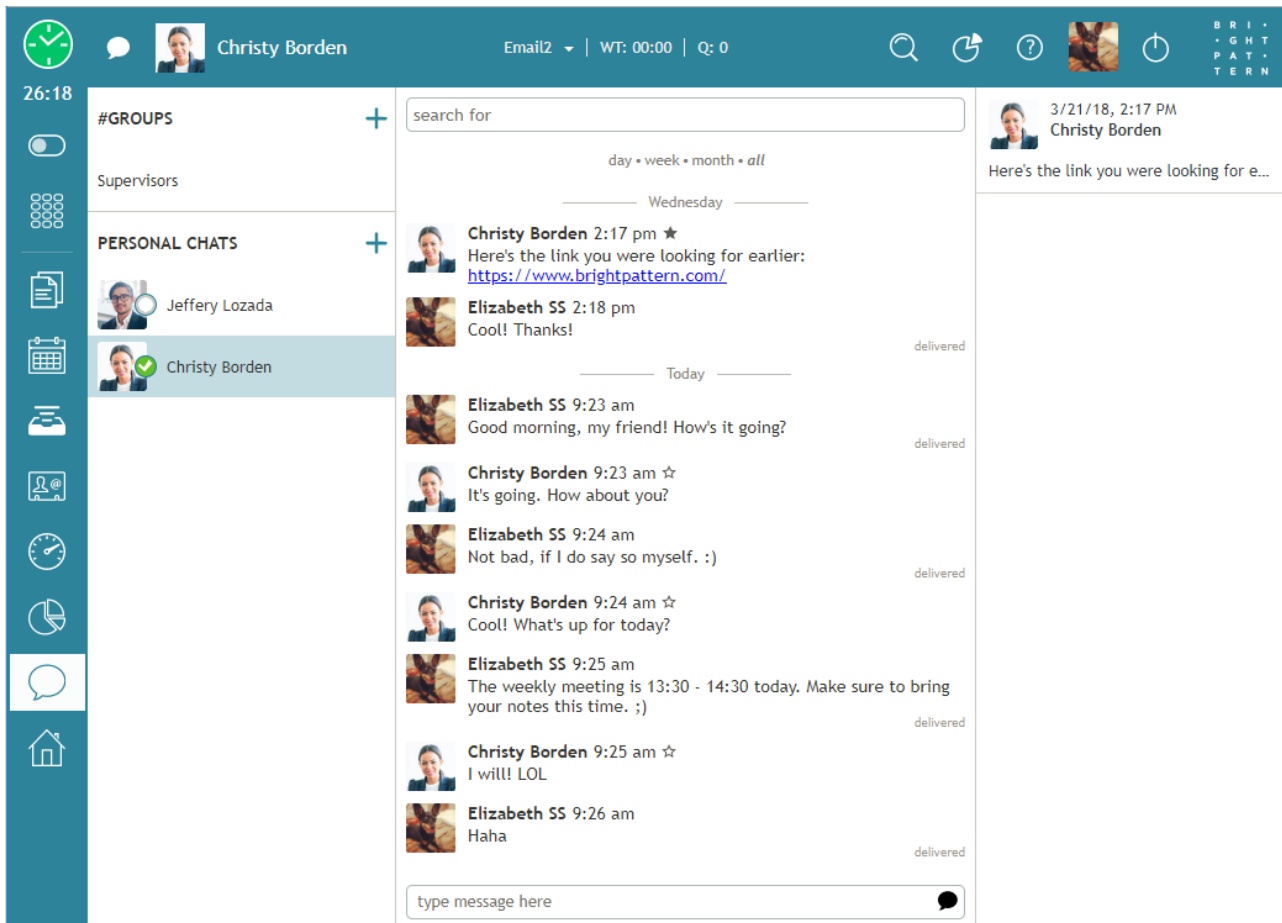 Christy Borden
Email2 | WT: 00:00 | Q: 0
BRI·
·GHT
PAT·
TERN
26:18
#GROUPS
Supervisors
PERSONAL CHATS
Jeffery Lozada
Christy Borden
search for
day • week • month • all
Wednesday
Christy Borden 2:17 pm ★
Here's the link you were looking for earlier:
https://www.brightpattern.com/
Elizabeth SS 2:18 pm
Cool! Thanks!
delivered
Today
Elizabeth SS 9:23 am
Good morning, my friend! How's it going?
delivered
Christy Borden 9:23 am ☆
It's going. How about you?
Elizabeth SS 9:24 am
Not bad, if I do say so myself. :)
delivered
Christy Borden 9:24 am ☆
Cool! What's up for today?
Elizabeth SS 9:25 am
The weekly meeting is 13:30 - 14:30 today. Make sure to bring
your notes this time. ;)
delivered
Christy Borden 9:25 am ☆
I will! LOL
Elizabeth SS 9:26 am
Haha
delivered
type message here
3/21/18, 2:17 PM
Christy Borden
Here's the link you were looking for e...